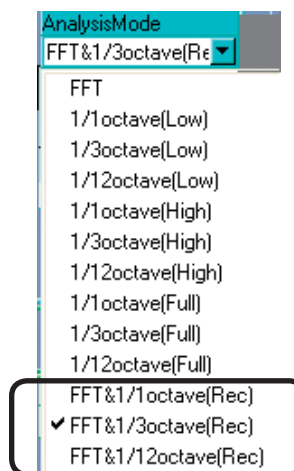 AnalysisMode
FFT&1/3octave(Re
FFT
1/1octave(Low)
1/3octave(Low)
1/12octave(Low)
1/1octave(High)
1/3octave(High)
1/12octave(High)
1/1octave(Full)
1/3octave(Full)
1/12octave(Full)
FFT&1/1octave(Rec)
FFT&1/3octave(Rec)
FFT&1/12octave(Rec)